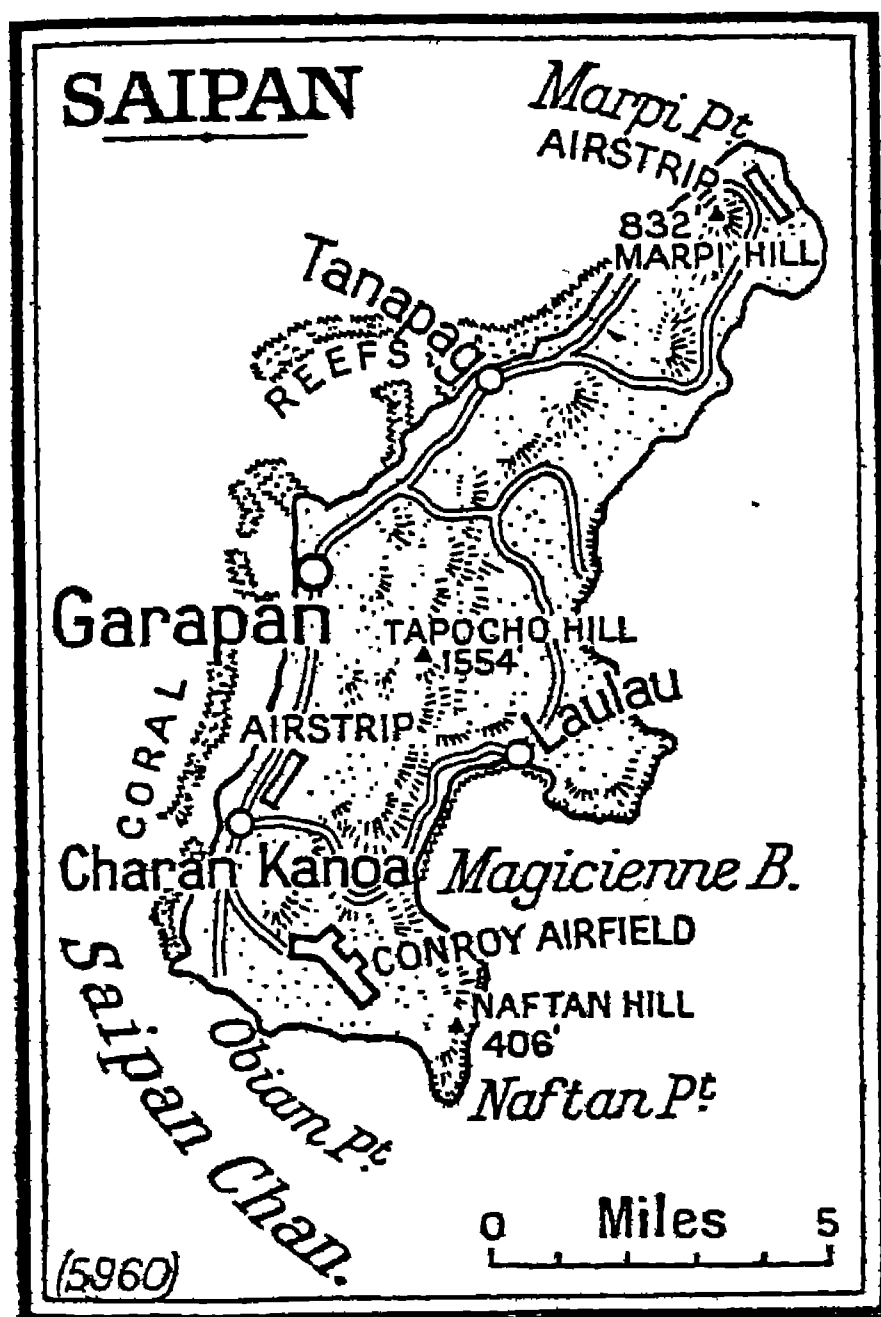 SAIPAN
Marpi Pt.
AIRSTRIP
832
MARPI HILL
Tanapag
REEFS
Garapan
TAPOCHO HILL
1554'
Laulau
CORAL
AIRSTRIP
Charan Kanoa
Magicienne B.
CONROY AIRFIELD
NAFTAN HILL
406'
Naftan Pt.
Obiam Pt.
Saipan Chan.
0 Miles 5
(5960)